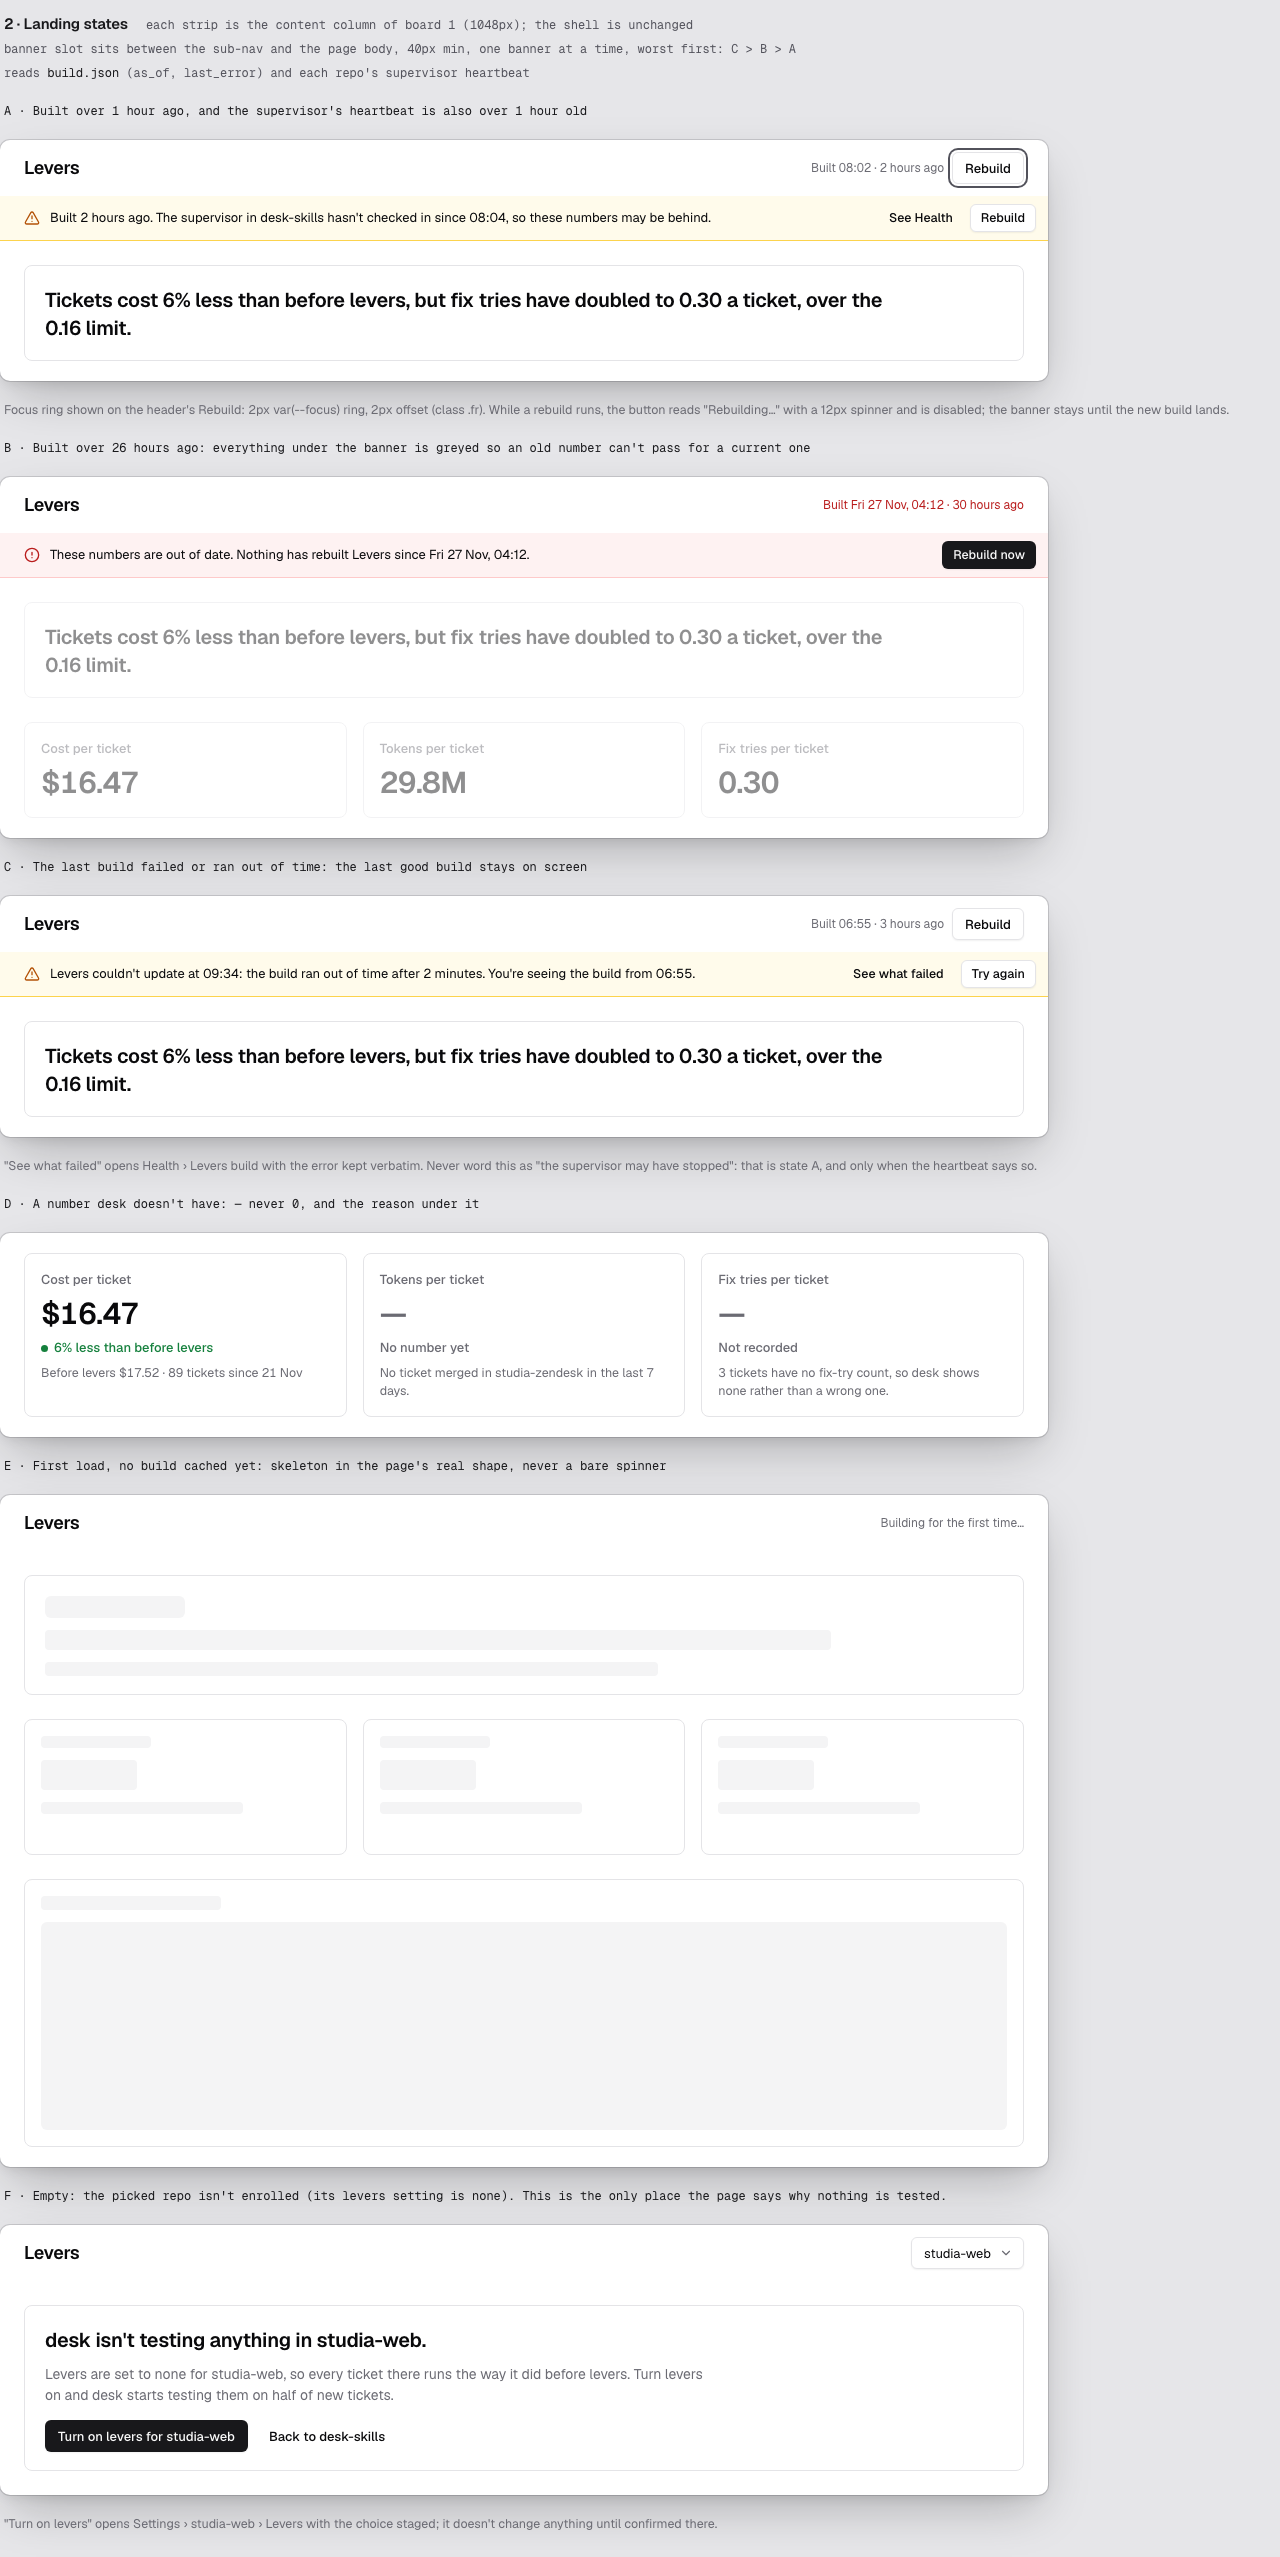 2 · Landing states each strip is the content column of board 1 (1048px); the shell is unchanged
banner slot sits between the sub-nav and the page body, 40px min, one banner at a time, worst first: C > B > A
reads build.json (as_of, last_error) and each repo's supervisor heartbeat
A · Built over 1 hour ago, and the supervisor's heartbeat is also over 1 hour old
Levers
Built 08:02 · 2 hours ago
Rebuild
Built 2 hours ago. The supervisor in desk-skills hasn't checked in since 08:04, so these numbers may be behind.
See Health
Rebuild
Tickets cost 6% less than before levers, but fix tries have doubled to 0.30 a ticket, over the
0.16 limit.
Focus ring shown on the header's Rebuild: 2px var(--focus) ring, 2px offset (class .fr). While a rebuild runs, the button reads "Rebuilding…" with a 12px spinner and is disabled; the banner stays until the new build lands.
B · Built over 26 hours ago: everything under the banner is greyed so an old number can't pass for a current one
Levers
Built Fri 27 Nov, 04:12 · 30 hours ago
These numbers are out of date. Nothing has rebuilt Levers since Fri 27 Nov, 04:12.
Rebuild now
Tickets cost 6% less than before levers, but fix tries have doubled to 0.30 a ticket, over the
0.16 limit.
Cost per ticket
$16.47
Tokens per ticket
29.8M
Fix tries per ticket
0.30
C · The last build failed or ran out of time: the last good build stays on screen
Levers
Built 06:55 · 3 hours ago
Rebuild
Levers couldn't update at 09:34: the build ran out of time after 2 minutes. You're seeing the build from 06:55.
See what failed
Try again
Tickets cost 6% less than before levers, but fix tries have doubled to 0.30 a ticket, over the
0.16 limit.
"See what failed" opens Health › Levers build with the error kept verbatim. Never word this as "the supervisor may have stopped": that is state A, and only when the heartbeat says so.
D · A number desk doesn't have: — never 0, and the reason under it
Cost per ticket
$16.47
6% less than before levers
Before levers $17.52 · 89 tickets since 21 Nov
Tokens per ticket
—
No number yet
No ticket merged in studia-zendesk in the last 7
days.
Fix tries per ticket
—
Not recorded
3 tickets have no fix-try count, so desk shows
none rather than a wrong one.
E · First load, no build cached yet: skeleton in the page's real shape, never a bare spinner
Levers
Building for the first time…
F · Empty: the picked repo isn't enrolled (its levers setting is none). This is the only place the page says why nothing is tested.
Levers
studia-web
desk isn't testing anything in studia-web.
Levers are set to none for studia-web, so every ticket there runs the way it did before levers. Turn levers
on and desk starts testing them on half of new tickets.
Turn on levers for studia-web
Back to desk-skills
"Turn on levers" opens Settings › studia-web › Levers with the choice staged; it doesn't change anything until confirmed there.